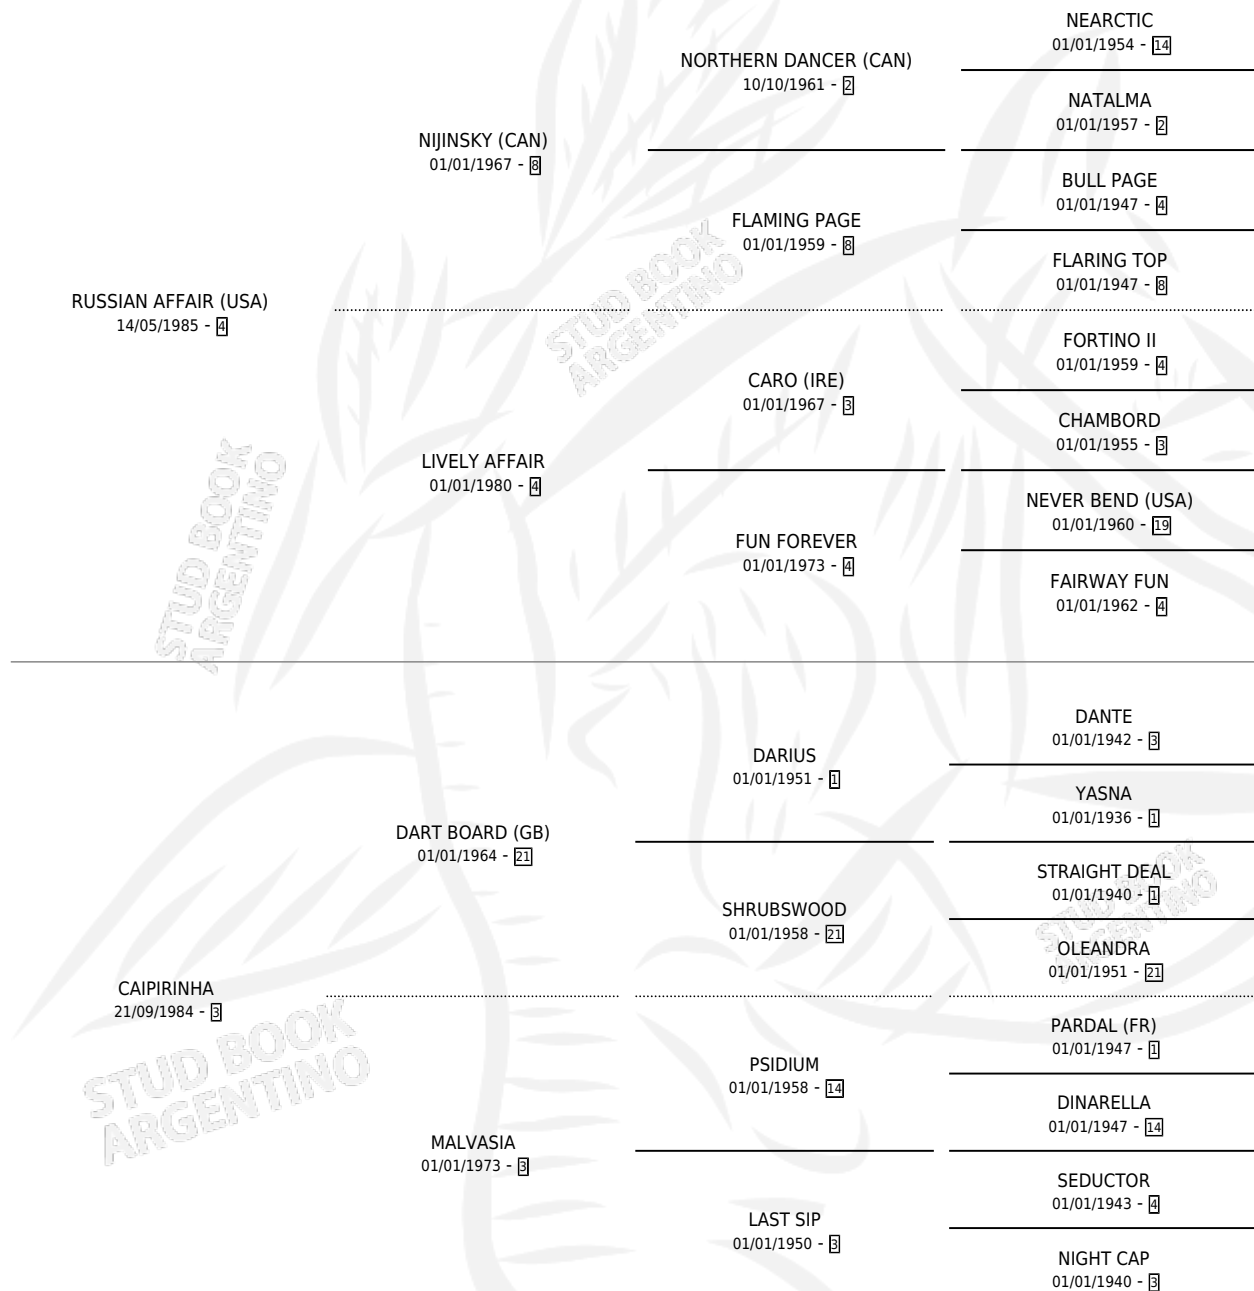 NEARCTIC
01/01/1954 - 14
NORTHERN DANCER (CAN)
10/10/1961 - 2
NATALMA
01/01/1957 - 2
NIJINSKY (CAN)
01/01/1967 - 8
BULL PAGE
01/01/1947 - 4
FLAMING PAGE
01/01/1959 - 8
FLARING TOP
01/01/1947 - 8
RUSSIAN AFFAIR (USA)
14/05/1985 - 4
STUD BOOK
ARGENTINO
FORTINO II
01/01/1959 - 4
CARO (IRE)
01/01/1967 - 3
CHAMBORD
01/01/1955 - 3
LIVELY AFFAIR
01/01/1980 - 4
NEVER BEND (USA)
01/01/1960 - 19
FUN FOREVER
01/01/1973 - 4
FAIRWAY FUN
01/01/1962 - 4
STUD BOOK
ARGENTINO
DANTE
01/01/1942 - 3
DARIUS
01/01/1951 - 1
YASNA
01/01/1936 - 1
DART BOARD (GB)
01/01/1964 - 21
STRAIGHT DEAL
01/01/1940 - 1
SHRUBSWOOD
01/01/1958 - 21
OLEANDRA
01/01/1951 - 21
STUD BOOK
ARGENTINO
CAIPIRINHA
21/09/1984 - 3
PARDAL (FR)
01/01/1947 - 1
PSIDIUM
01/01/1958 - 14
DINARELLA
01/01/1947 - 14
STUD BOOK
ARGENTINO
MALVASIA
01/01/1973 - 3
SEDUCTOR
01/01/1943 - 4
LAST SIP
01/01/1950 - 3
NIGHT CAP
01/01/1940 - 3